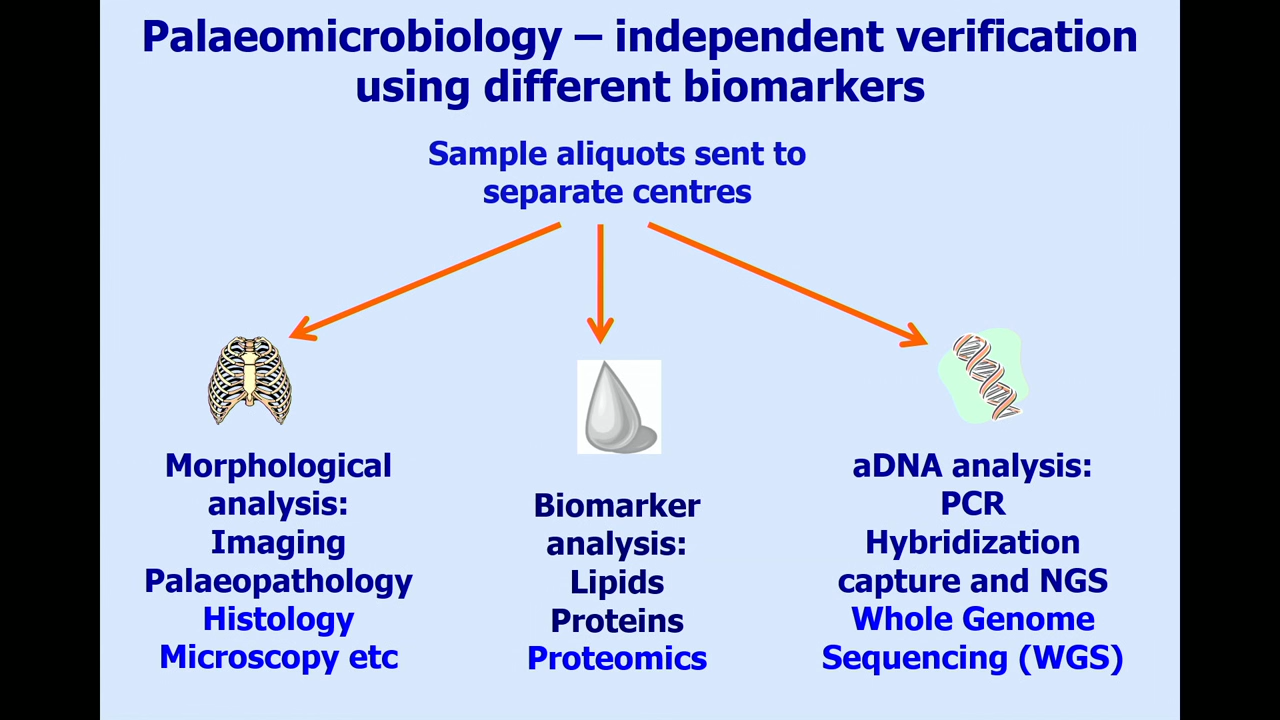 Palaeomicrobiology – independent verification
using different biomarkers
Sample aliquots sent to
separate centres
Morphological
analysis:
Imaging
Palaeopathology
Histology
Microscopy etc
Biomarker
analysis:
Lipids
Proteins
Proteomics
aDNA analysis:
PCR
Hybridization
capture and NGS
Whole Genome
Sequencing (WGS)